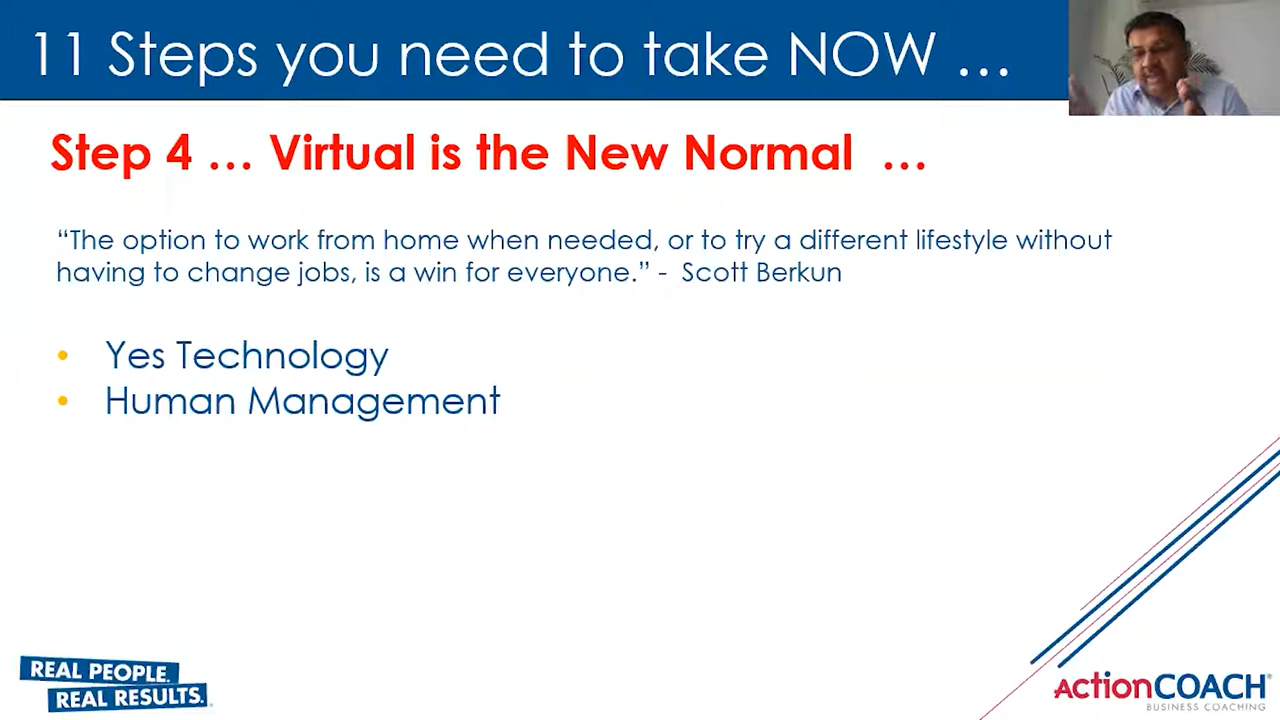 11 Steps you need to take NOW ...
Step 4 ... Virtual is the New Normal ...
“The option to work from home when needed, or to try a different lifestyle without
having to change jobs, is a win for everyone.” - Scott Berkun
• Yes Technology
• Human Management
REAL PEOPLE.
REAL RESULTS.
ActionCOACH®
BUSINESS COACHING